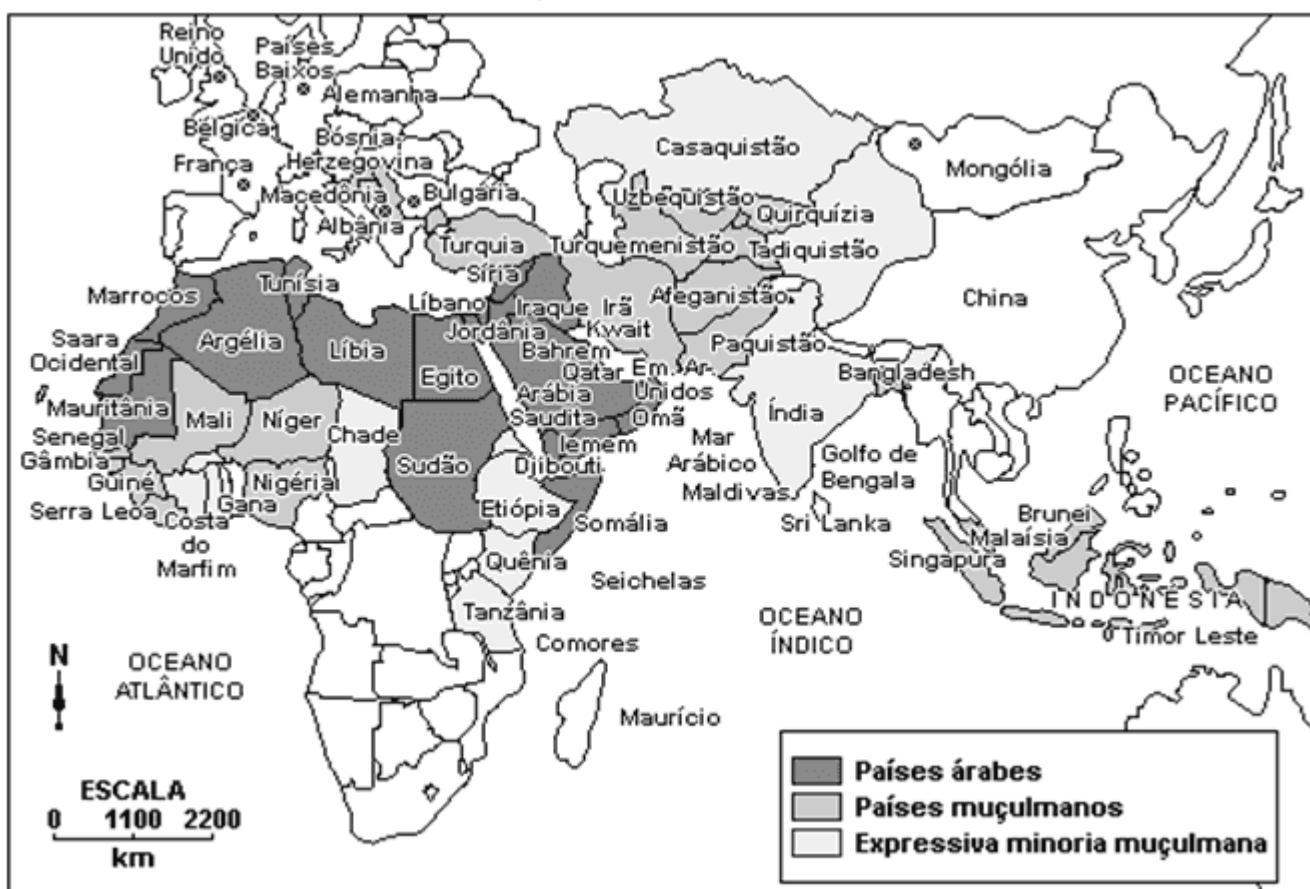 Reino
Unido
Países
Baixos
Alemanha
Bélgica
Bósnia
Herzegovina
França
Macedônia
Bulgária
Albânia
Casaquistão
Mongólia
Uzbequistão
Quirquízia
Turquia
Turquemenistão
Tadiquistão
Síria
Tunísia
Marrocos
Líbano
Iraque
Irã
Afeganistão
China
Saara
Ocidental
Argélia
Líbia
Jordânia
Kwait
Bahrem
Paquistão
Egito
Qatar
Em. Ar.
Unidos
Bangladesh
OCEANO
PACÍFICO
Mauritânia
Mali
Níger
Arábia
Saudita
Omã
Índia
Senegal
Chade
Iemem
Mar
Arábico
Gâmbia
Sudão
Djibouti
Golfo de
Bengala
Guiné
Nigéria
Maldivas
Serra Leoa
Gana
Etiópia
Sri Lanka
Brunei
Costa
do
Marfim
Somália
Malaísia
Singapura
Quênia
Seichelas
INDONÉSIA
Tanzânia
OCEANO
ÍNDICO
Timor Leste
Comores
N
OCEANO
ATLÂNTICO
Maurício
ESCALA
0 1100 2200
km
Países árabes
Países muçulmanos
Expressiva minoria muçulmana